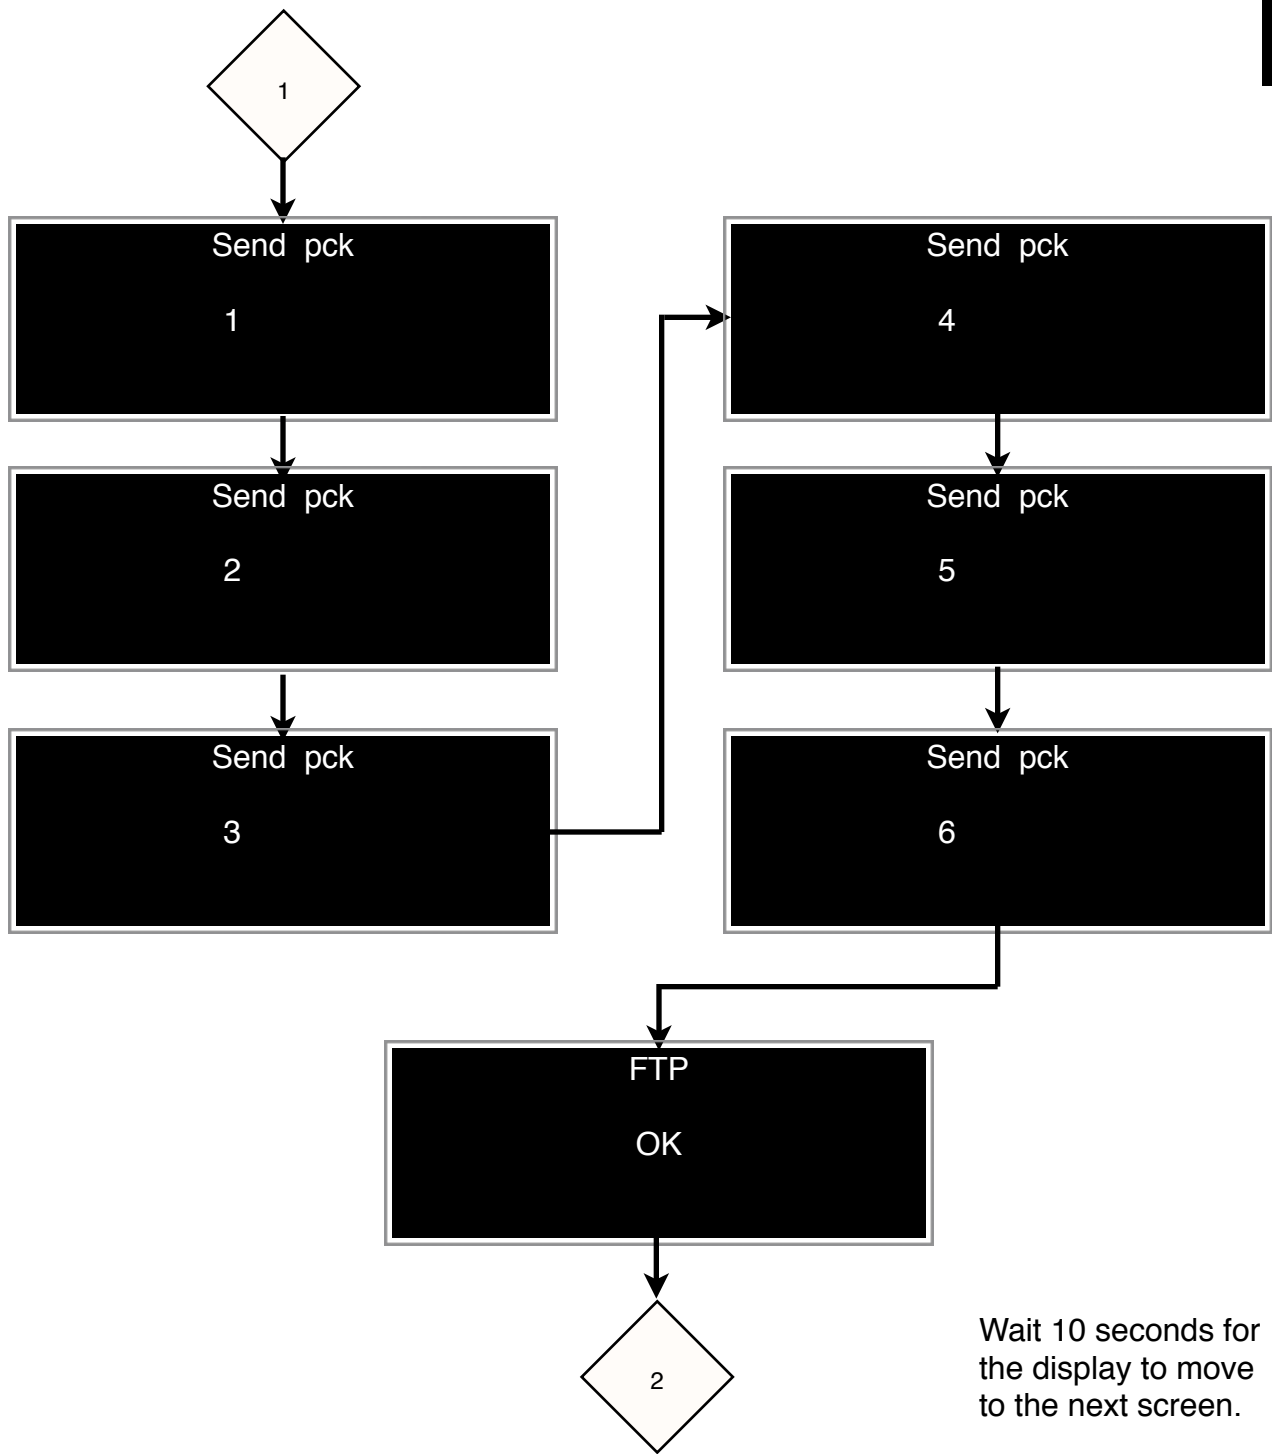 1
Send pck
1
Send pck
2
Send pck
3
Send pck
4
Send pck
5
Send pck
6
FTP
OK
2
Wait 10 seconds for
the display to move
to the next screen.